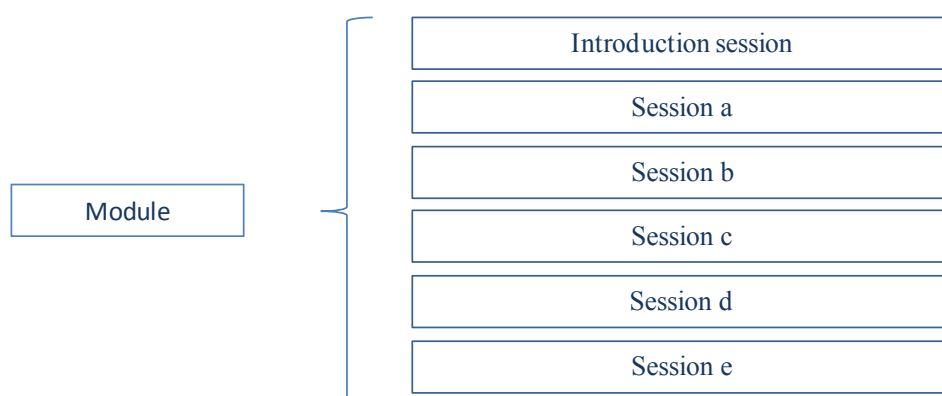 Introduction session
Session a
Session b
Module
Session c
Session d
Session e